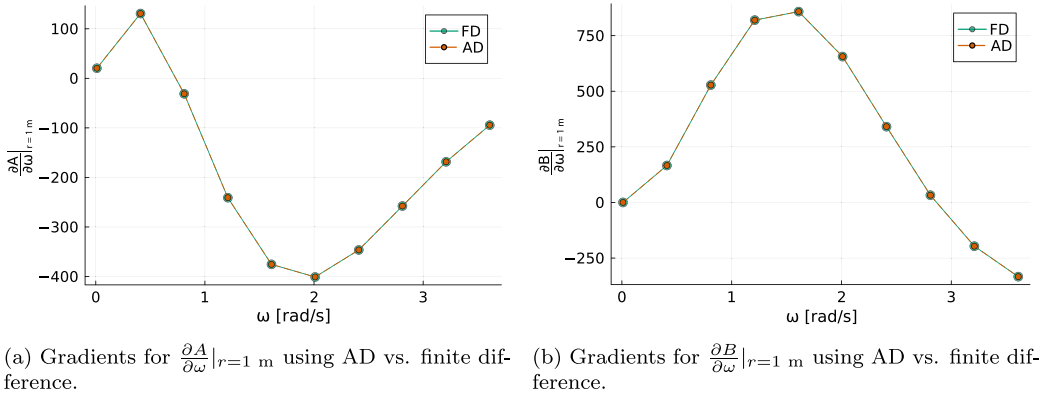 100
0
−100
−200
−300
−400
0
1
2
3
ω [rad/s]
∂A/∂ω|r = 1 m
FD
AD
750
500
250
0
−250
0
1
2
3
ω [rad/s]
∂B/∂ω|r = 1 m
FD
AD
(a) Gradients for ∂A/∂ω|r=1 m using AD vs. finite dif-
ference.
(b) Gradients for ∂B/∂ω|r=1 m using AD vs. finite dif-
ference.